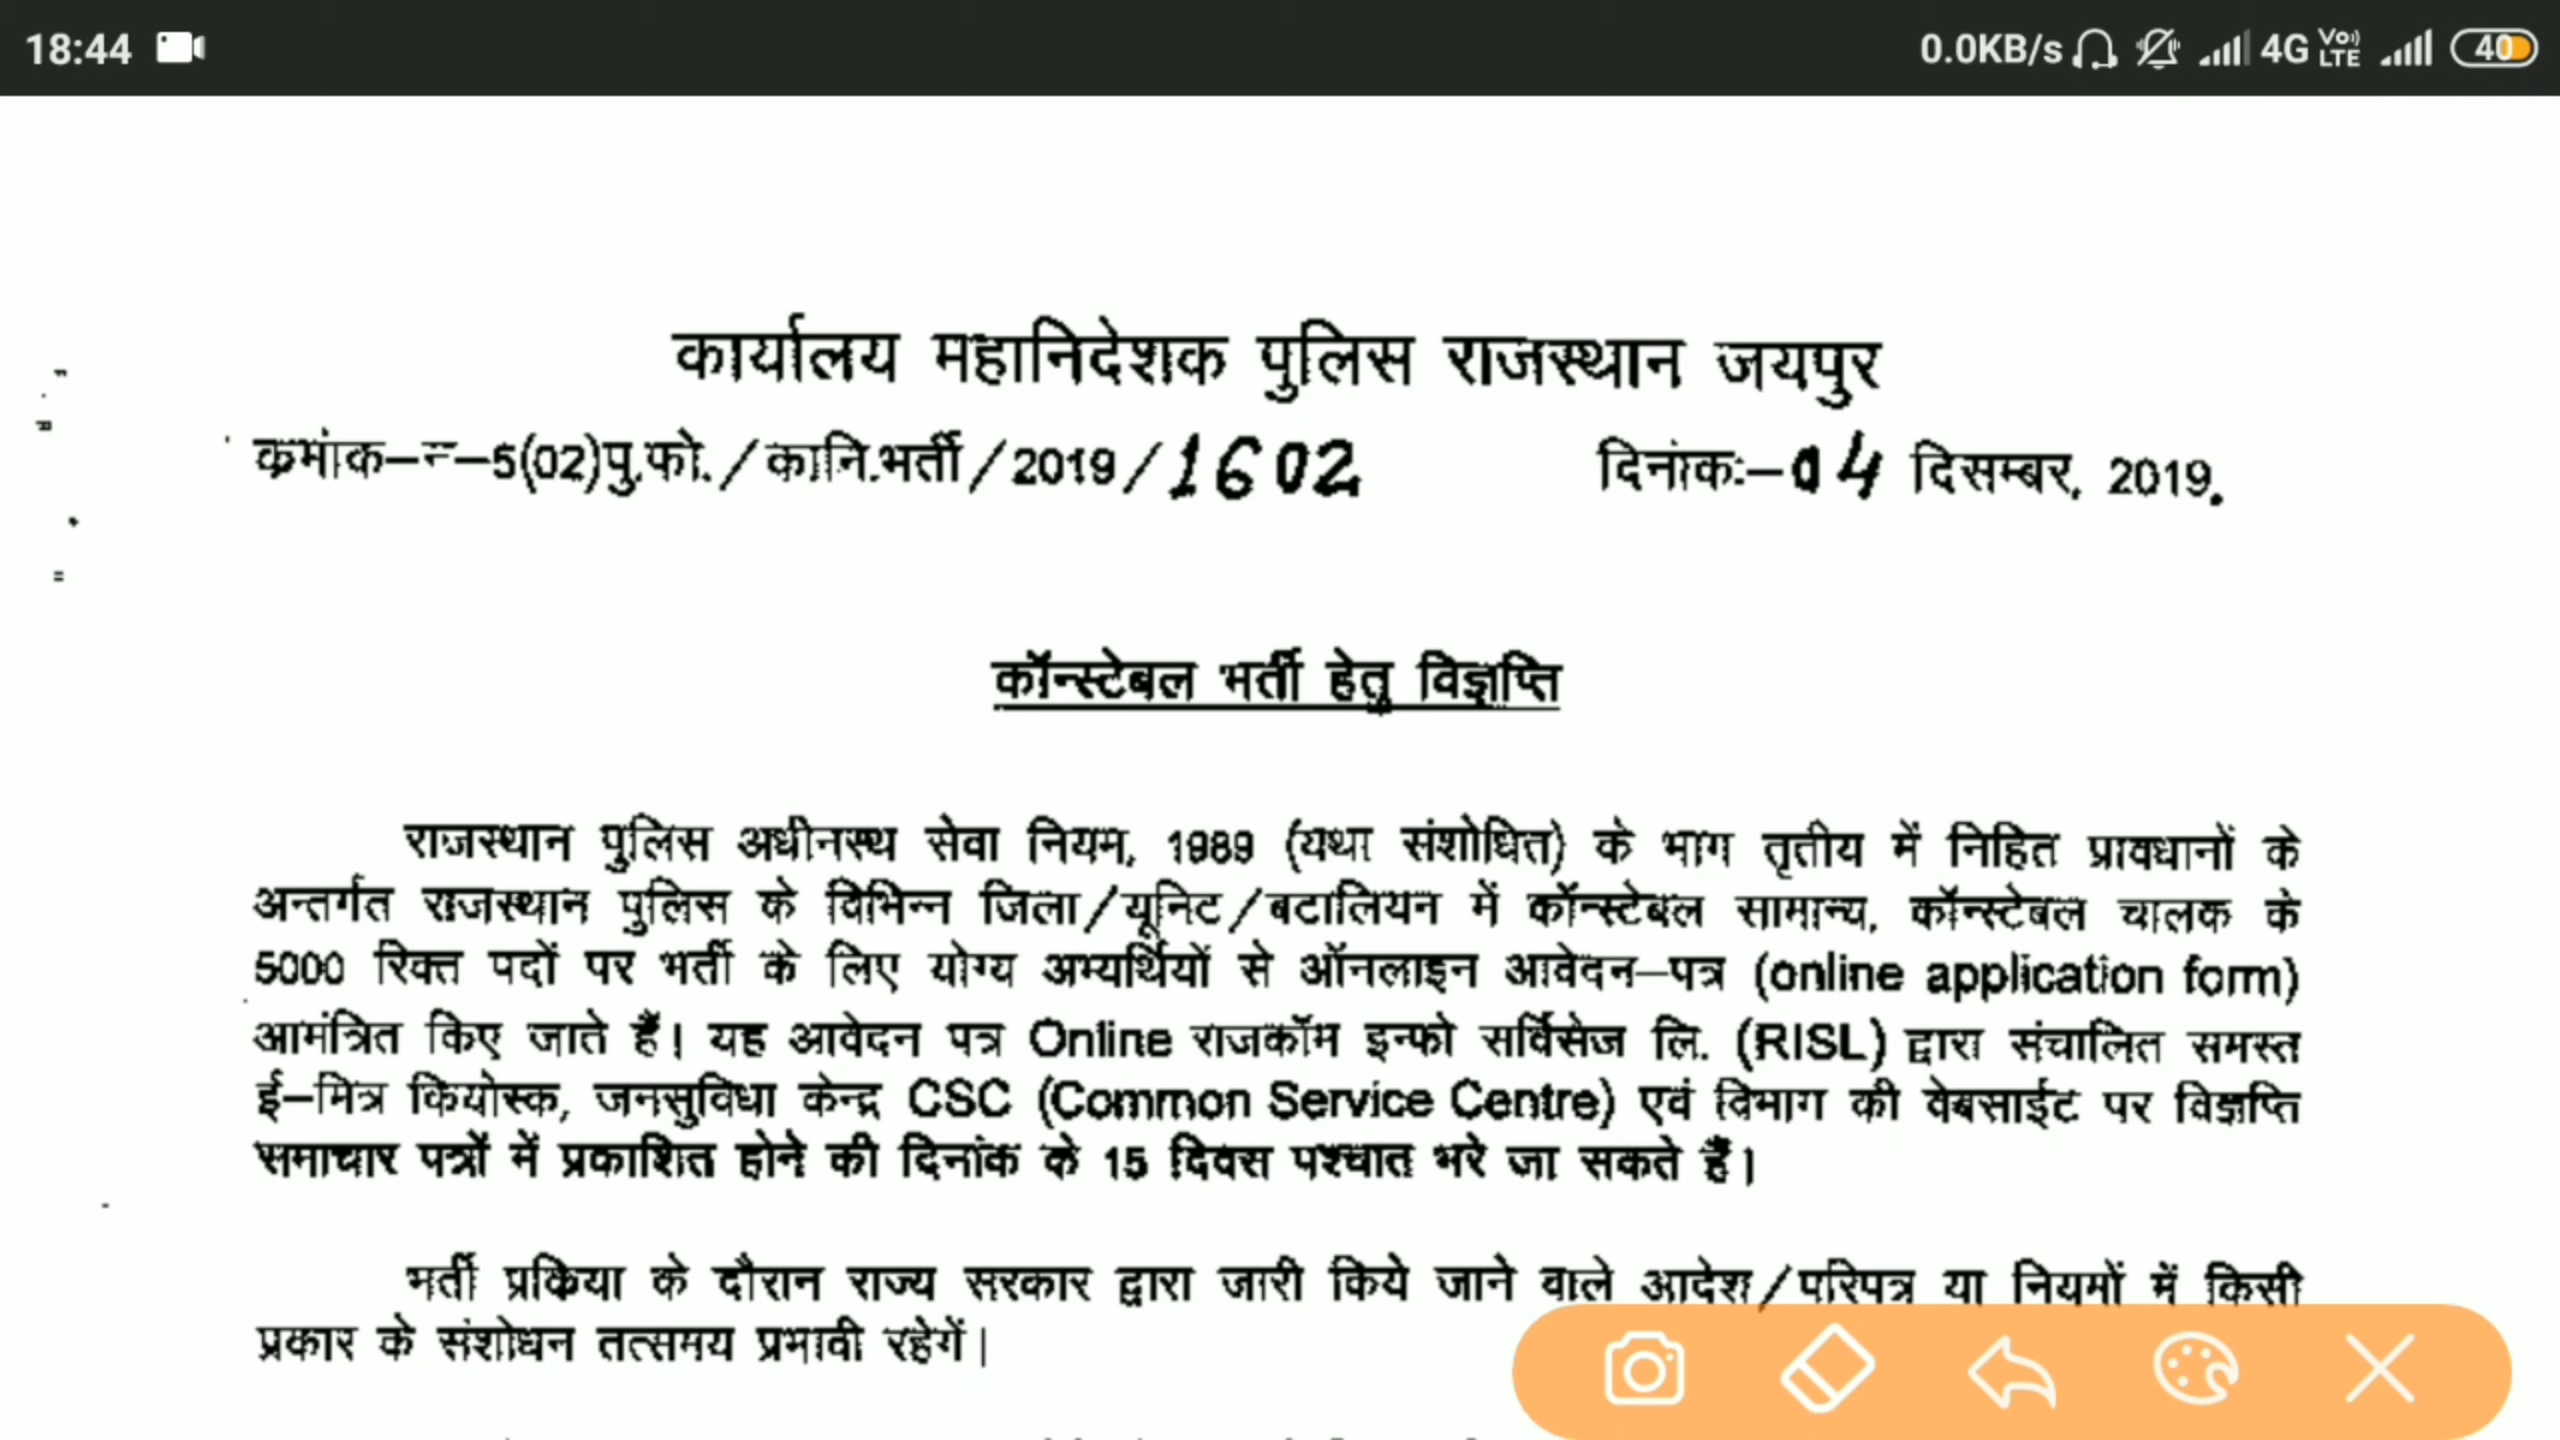 18:44 0.0KB/s 4G VoLTE 40
कार्यालय महानिदेशक पुलिस राजस्थान जयपुर
क्रमांक–न–5(02)पु.फो./कानि.भर्ती/2019/1602 दिनांकः–04 दिसम्बर, 2019.
कॉन्स्टेबल भर्ती हेतु विज्ञप्ति
राजस्थान पुलिस अधीनस्थ सेवा नियम, 1989 (यथा संशोधित) के भाग तृतीय में निहित प्रावधानों के
अन्तर्गत राजस्थान पुलिस के विभिन्न जिला/यूनिट/बटालियन में कॉन्स्टेबल सामान्य, कॉन्स्टेबल चालक के
5000 रिक्त पदों पर भर्ती के लिए योग्य अभ्यर्थियों से ऑनलाइन आवेदन–पत्र (online application form)
आमंत्रित किए जाते हैं। यह आवेदन पत्र Online राजकॉम इन्फो सर्विसेज लि. (RISL) द्वारा संचालित समस्त
ई–मित्र कियोस्क, जनसुविधा केन्द्र CSC (Common Service Centre) एवं विभाग की वेबसाईट पर विज्ञप्ति
समाचार पत्रों में प्रकाशित होने की दिनांक के 15 दिवस पश्चात भरे जा सकते हैं।
भर्ती प्रक्रिया के दौरान राज्य सरकार द्वारा जारी किये जाने वाले आदेश/परिपत्र या नियमों में किसी
प्रकार के संशोधन तत्समय प्रभावी रहेगें।